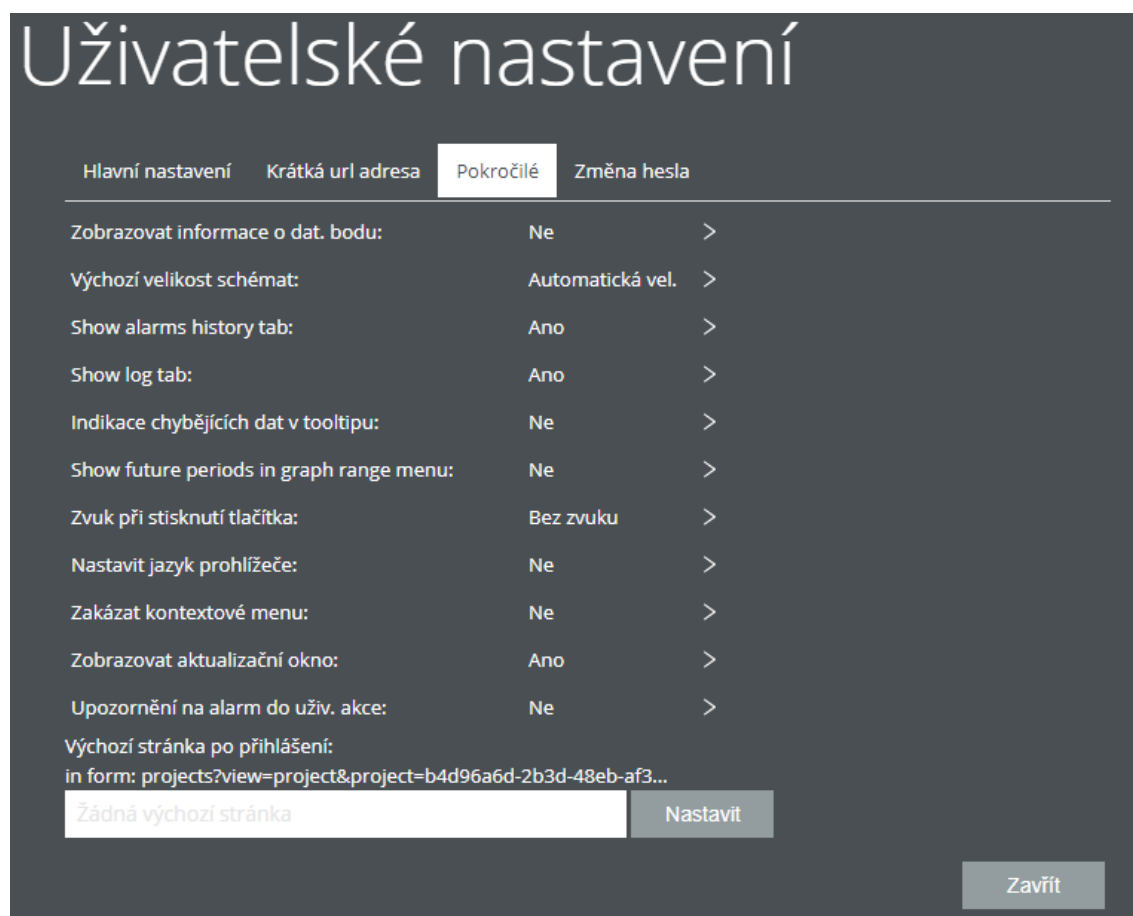 Uživatelské nastavení
Hlavní nastavení Krátká url adresa Pokročilé Změna hesla
Zobrazovat informace o dat. bodu: Ne >
Výchozí velikost schémat: Automatická vel. >
Show alarms history tab: Ano >
Show log tab: Ano >
Indikace chybějících dat v tooltipu: Ne >
Show future periods in graph range menu: Ne >
Zvuk při stisknutí tlačítka: Bez zvuku >
Nastavit jazyk prohlížeče: Ne >
Zakázat kontextové menu: Ne >
Zobrazovat aktualizační okno: Ano >
Upozornění na alarm do uživ. akce: Ne >
Výchozí stránka po přihlášení:
in form: projects?view=project&project=b4d96a6d-2b3d-48eb-af3...
Žádná výchozí stránka Nastavit
Zavřít